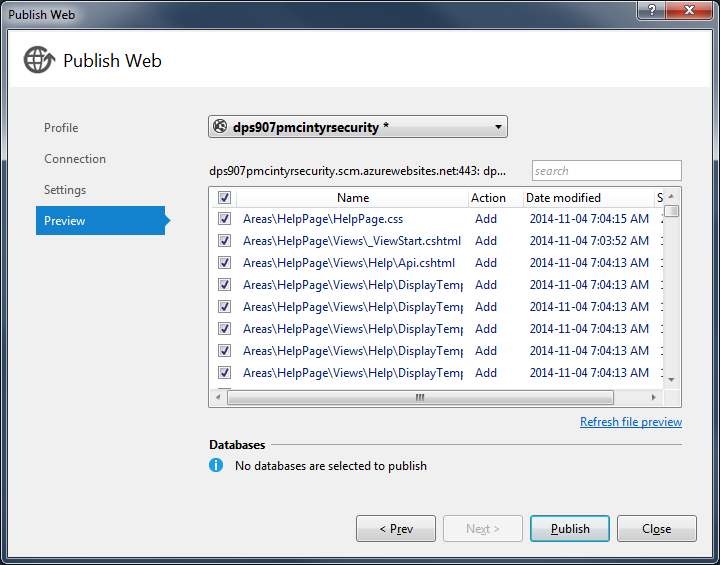 Publish Web
?
Publish Web
Profile
Connection
Settings
Preview
dps907pmcintyrsecurity *
dps907pmcintyrsecurity.scm.azurewebsites.net:443: dp...
search
Name Action Date modified S
Areas\HelpPage\HelpPage.css Add 2014-11-04 7:04:15 AM
Areas\HelpPage\Views\_ViewStart.cshtml Add 2014-11-04 7:03:52 AM
Areas\HelpPage\Views\Help\Api.cshtml Add 2014-11-04 7:04:13 AM
Areas\HelpPage\Views\Help\DisplayTemp Add 2014-11-04 7:04:13 AM
Areas\HelpPage\Views\Help\DisplayTemp Add 2014-11-04 7:04:13 AM
Areas\HelpPage\Views\Help\DisplayTemp Add 2014-11-04 7:04:13 AM
Areas\HelpPage\Views\Help\DisplayTemp Add 2014-11-04 7:04:13 AM
Areas\HelpPage\Views\Help\DisplayTemp Add 2014-11-04 7:04:13 AM
Refresh file preview
Databases
No databases are selected to publish
< Prev
Next >
Publish
Close